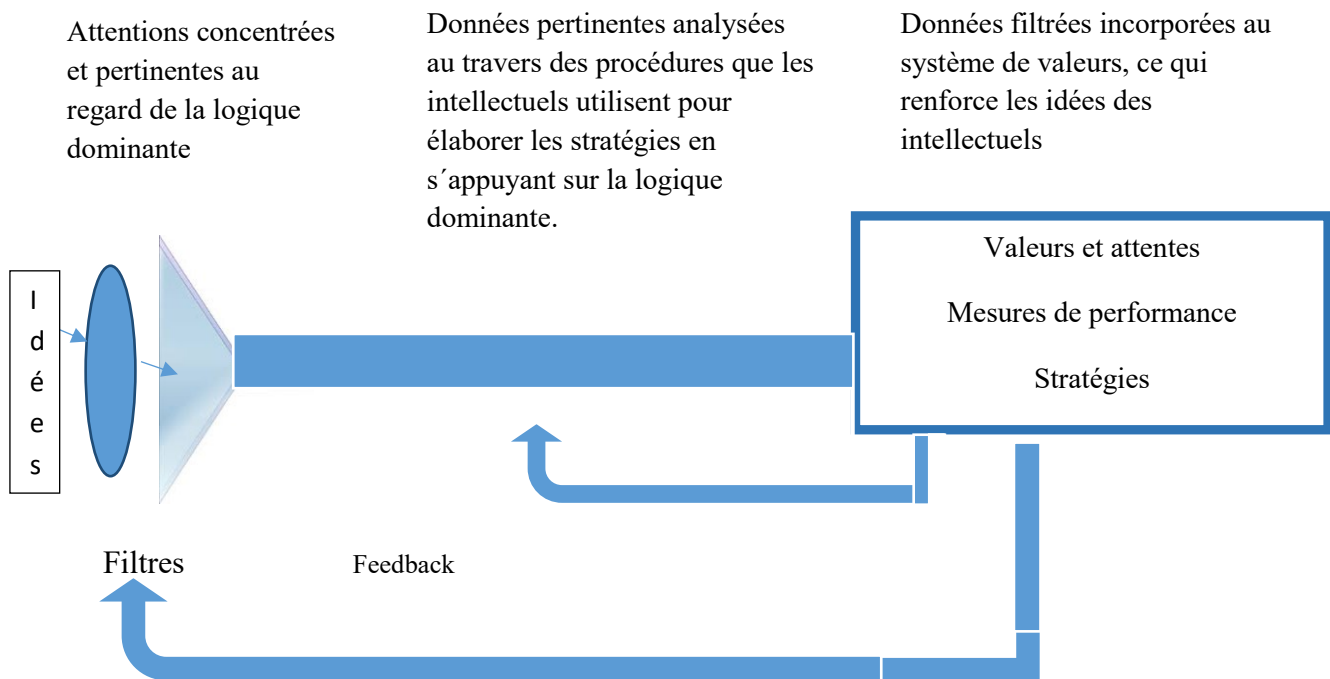 Attentions concentrées
et pertinentes au
regard de la logique
dominante
Données pertinentes analysées
au travers des procédures que les
intellectuels utilisent pour
élaborer les stratégies en
s´appuyant sur la logique
dominante.
Données filtrées incorporées au
système de valeurs, ce qui
renforce les idées des
intellectuels
I
d
é
e
s
Valeurs et attentes
Mesures de performance
Stratégies
Filtres
Feedback